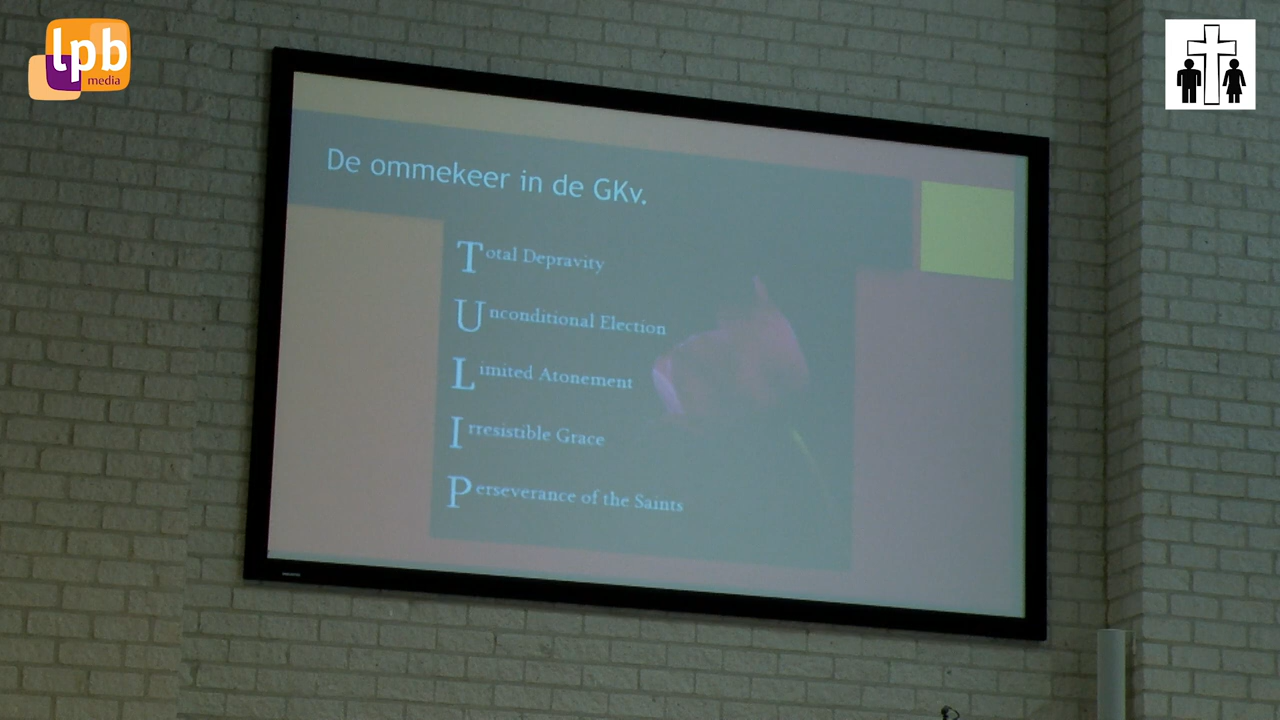 lpb
media
De ommekeer in de GKv.
Total Depravity
Unconditional Election
Limited Atonement
Irresistible Grace
Perseverance of the Saints